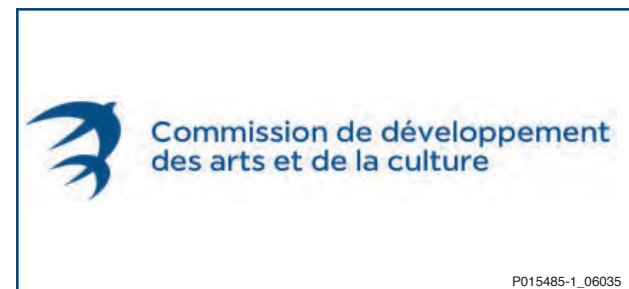 Commission de développement
des arts et de la culture
P015485-1_06035